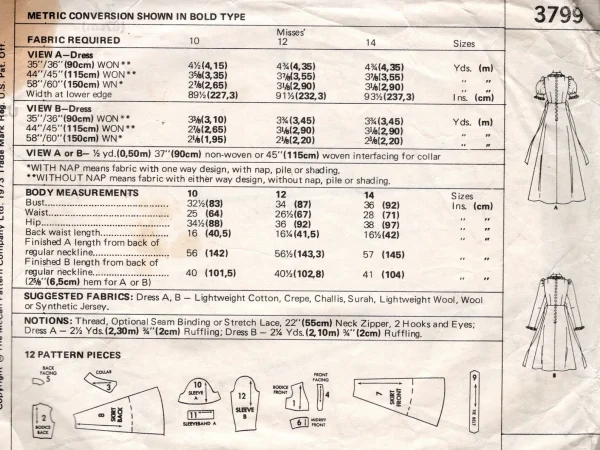 METRIC CONVERSION SHOWN IN BOLD TYPE
3799
Misses'
FABRIC REQUIRED 10 12 14 Sizes
VIEW A—Dress
35"/36" (90cm) WON** 4½(4,15) 4¾(4,35) 4¾(4,35) Yds. (m)
44"/45" (115cm) WON** 3⅝(3,35) 3⅞(3,55) 3⅞(3,55) " "
58"/60" (150cm) WN* 2⅞(2,65) 3⅛(2,90) 3⅛(2,90) " "
Width at lower edge 89½(227,3) 91½(232,3) 93½(237,3) Ins. (cm)
VIEW B—Dress
35"/36" (90cm) WON** 3⅜(3,10) 3¾(3,45) 3¾(3,45) Yds. (m)
44"/45" (115cm) WON** 2⅞(2,65) 3⅛(2,90) 3⅛(2,90) " "
58"/60" (150cm) WN* 2⅛(1,95) 2⅜(2,20) 2⅜(2,20) " "
VIEW A or B— ½ yd.(0,50m) 37"(90cm) non-woven or 45"(115cm) woven interfacing for collar
*WITH NAP means fabric with one way design, with nap, pile or shading.
**WITHOUT NAP means fabric with either way design, without nap, pile or shading.
BODY MEASUREMENTS 10 12 14 Sizes
Bust 32½(83) 34 (87) 36 (92) Ins. (cm)
Waist 25 (64) 26½(67) 28 (71) " "
Hip 34½(88) 36 (92) 38 (97) " "
Back waist length 16 (40,5) 16¼(41,5) 16½(42) " "
Finished A length from back of
regular neckline 56 (142) 56½(143,3) 57 (145) " "
Finished B length from back of
regular neckline 40 (101,5) 40½(102,8) 41 (104) " "
(2⅝"(6,5cm) hem for A or B)
SUGGESTED FABRICS: Dress A, B — Lightweight Cotton, Crepe, Challis, Surah, Lightweight Wool, Wool
or Synthetic Jersey.
NOTIONS: Thread, Optional Seam Binding or Stretch Lace, 22"(55cm) Neck Zipper, 2 Hooks and Eyes;
Dress A – 2½ Yds.(2,30m) ¾"(2cm) Ruffling; Dress B – 2¼ Yds.(2,10m) ¾"(2cm) Ruffling.
12 PATTERN PIECES
BACK FACING
5
2
BODICE BACK
COLLAR
3
8
SKIRT BACK
10
SLEEVE A
11
SLEEVEBAND A
12
SLEEVE B
BODICE FRONT
1
FRONT FACING
4
6
MIDRIFF FRONT
7
SKIRT FRONT
9
TIE BELT
A
B